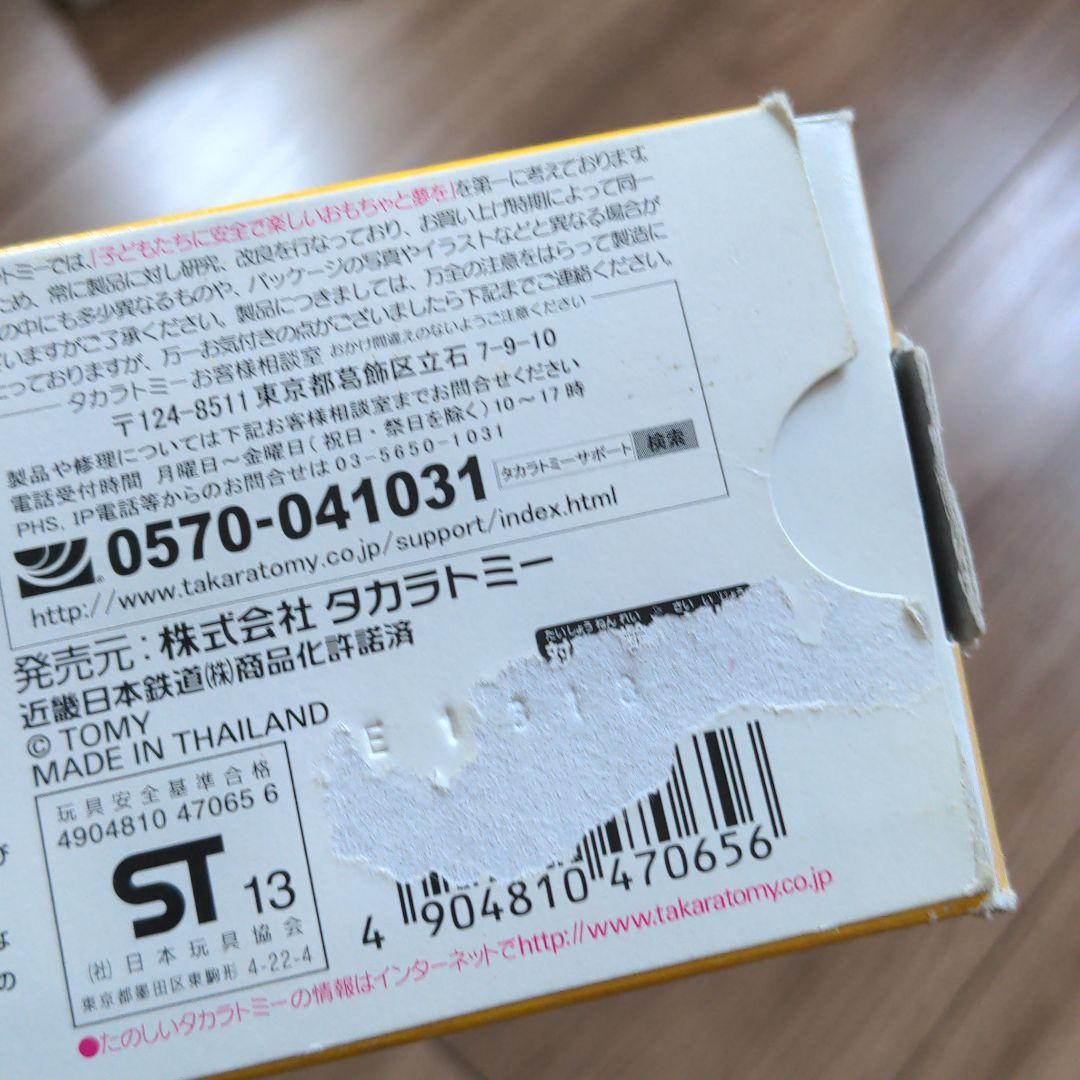 トミーでは、「子どもたちに安全で楽しいおもちゃと夢を」を第一に考えております。
ため、常に製品に対し研究、改良を行なっており、お買い上げ時期によって同一
の中にも多少異なるものや、パッケージの写真やイラストなどと異なる場合が
いますがご了承ください。製品につきましては、万全の注意をはらって製造に
たっておりますが、万一お気付きの点がございましたら下記までご連絡ください。
タカラトミーお客様相談室 おかけ間違えのないようご注意ください
〒124-8511 東京都葛飾区立石 7-9-10
製品や修理については下記お客様相談室までお問合せください
電話受付時間 月曜日〜金曜日(祝日・祭日を除く)10〜17時
PHS、IP電話等からのお問合せは03-5650-1031
0570-041031 タカラトミーサポート 検索
http://www.takaratomy.co.jp/support/index.html
発売元:株式会社 タカラトミー
近畿日本鉄道(株)商品化許諾済
© TOMY
MADE IN THAILAND
たいしょうねんれい さい い
玩具安全基準合格
4904810 47065 6
ST 13
(社)日本玩具協会
東京都墨田区東駒形 4-22-4
4 904810 470656
●たのしいタカラトミーの情報はインターネットでhttp://www.takaratomy.co.jp